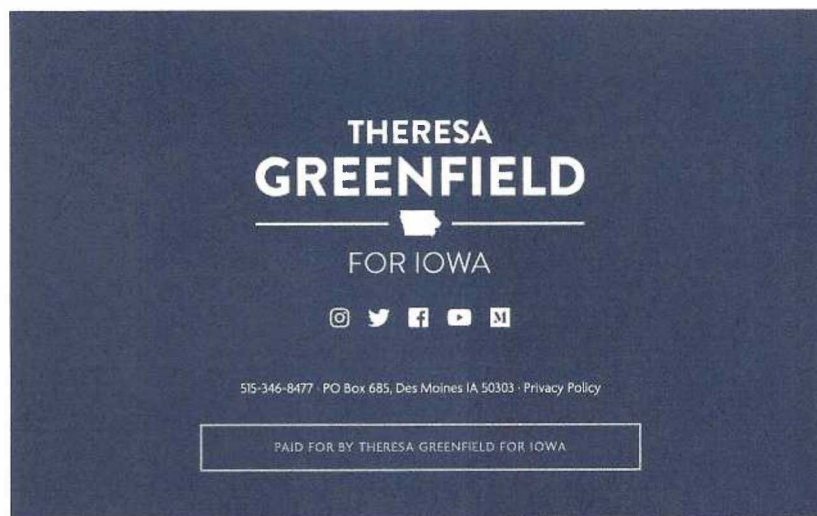 THERESA
GREENFIELD
FOR IOWA
515-346-8477 · PO Box 685, Des Moines IA 50303 · Privacy Policy
PAID FOR BY THERESA GREENFIELD FOR IOWA